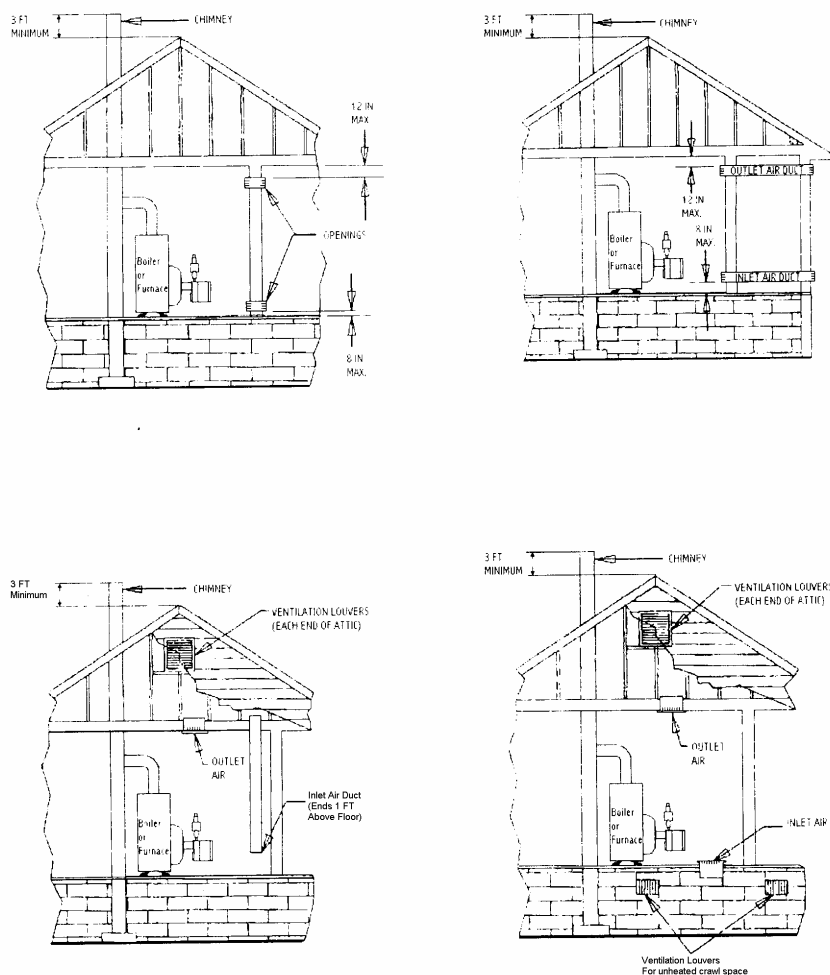 3 FT
MINIMUM
CHIMNEY
12 IN
MAX
OPENINGS
Boiler
or
Furnace
8 IN
MAX.
3 FT
MINIMUM
CHIMNEY
OUTLET AIR DUCT
12 IN
MAX.
8 IN
MAX.
INLET AIR DUCT
Boiler
or
Furnace
3 FT
Minimum
CHIMNEY
VENTILATION LOUVERS
(EACH END OF ATTIC)
OUTLET
AIR
Inlet Air Duct
(Ends 1 FT
Above Floor)
Boiler
or
Furnace
3 FT
MINIMUM
CHIMNEY
VENTILATION LOUVERS
(EACH END OF ATTIC)
OUTLET
AIR
Boiler
or
Furnace
INLET AIR
Ventilation Louvers
For unheated crawl space